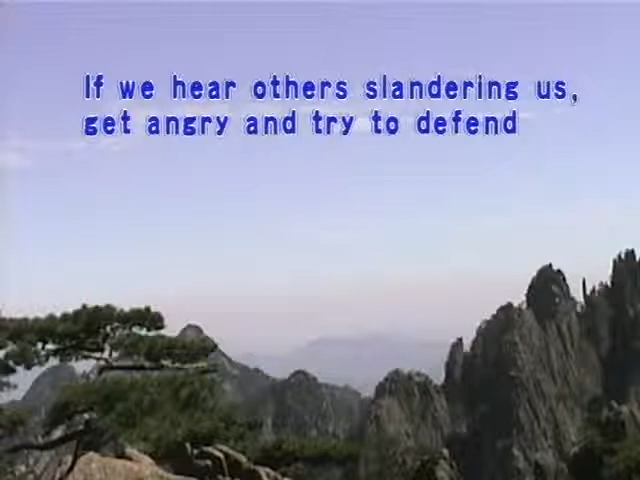 If we hear others slandering us,
get angry and try to defend